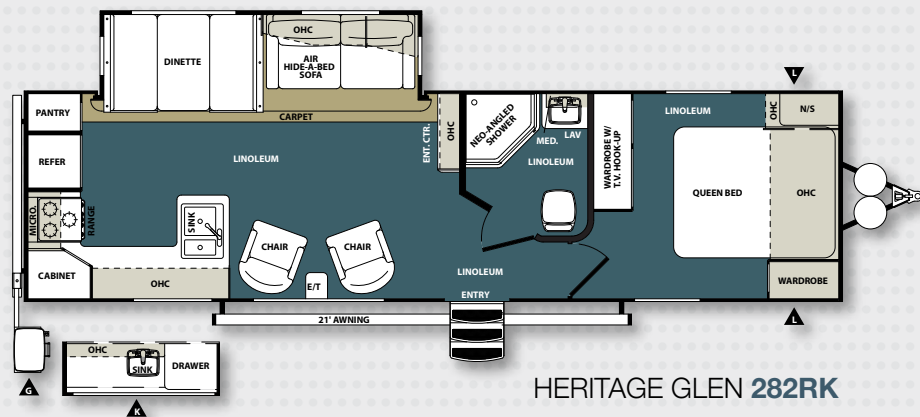 OHC
DINETTE
AIR
HIDE-A-BED
SOFA
CARPET
PANTRY
REFER
MICRO.
RANGE
CABINET
LINOLEUM
SINK
OHC
CHAIR
CHAIR
E/T
ENT. CTR.
OHC
NEO-ANGLED
SHOWER
MED.
LAV
LINOLEUM
WARDROBE W/
T.V. HOOK-UP
LINOLEUM
OHC
N/S
QUEEN BED
OHC
WARDROBE
LINOLEUM
ENTRY
L
L
21' AWNING
G
OHC
SINK
DRAWER
K
HERITAGE GLEN 282RK